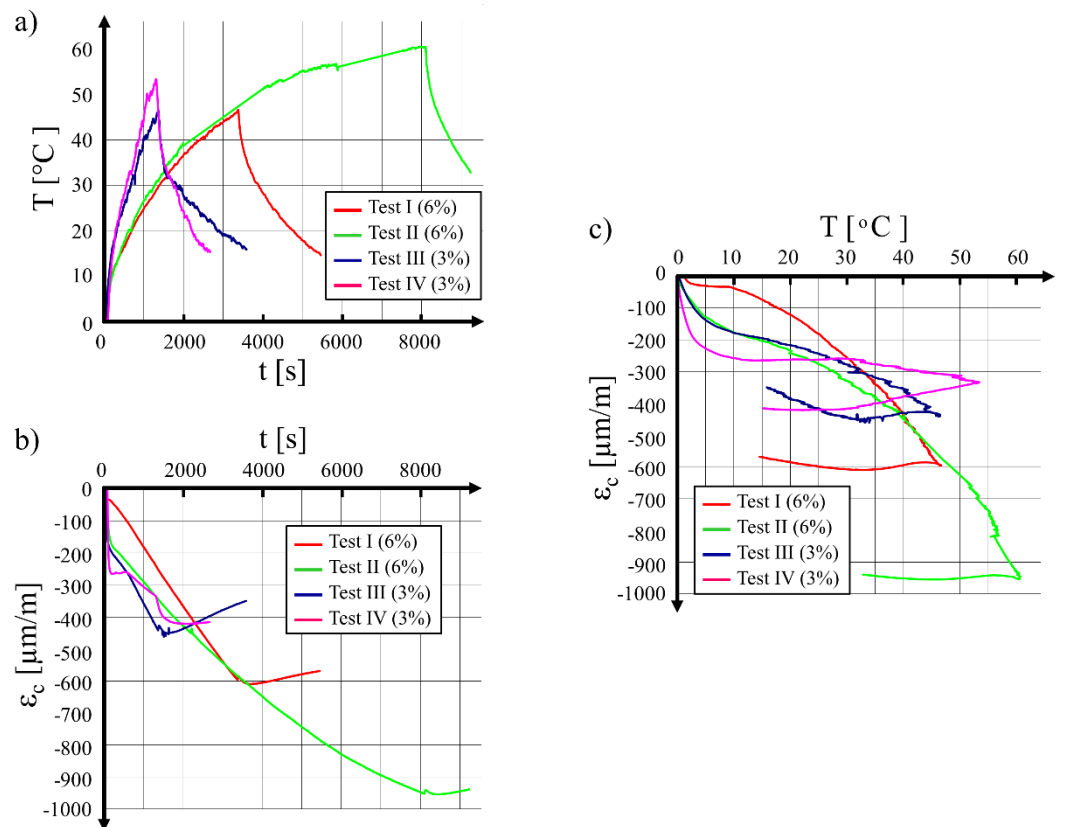 a)
T [°C]
60
50
40
30
20
10
0
0
2000
4000
6000
8000
t [s]
Test I (6%)
Test II (6%)
Test III (3%)
Test IV (3%)
b)
t [s]
0
2000
4000
6000
8000
εc [µm/m]
0
-100
-200
-300
-400
-500
-600
-700
-800
-900
-1000
Test I (6%)
Test II (6%)
Test III (3%)
Test IV (3%)
c)
T [°C]
0
10
20
30
40
50
60
εc [µm/m]
0
-100
-200
-300
-400
-500
-600
-700
-800
-900
-1000
Test I (6%)
Test II (6%)
Test III (3%)
Test IV (3%)